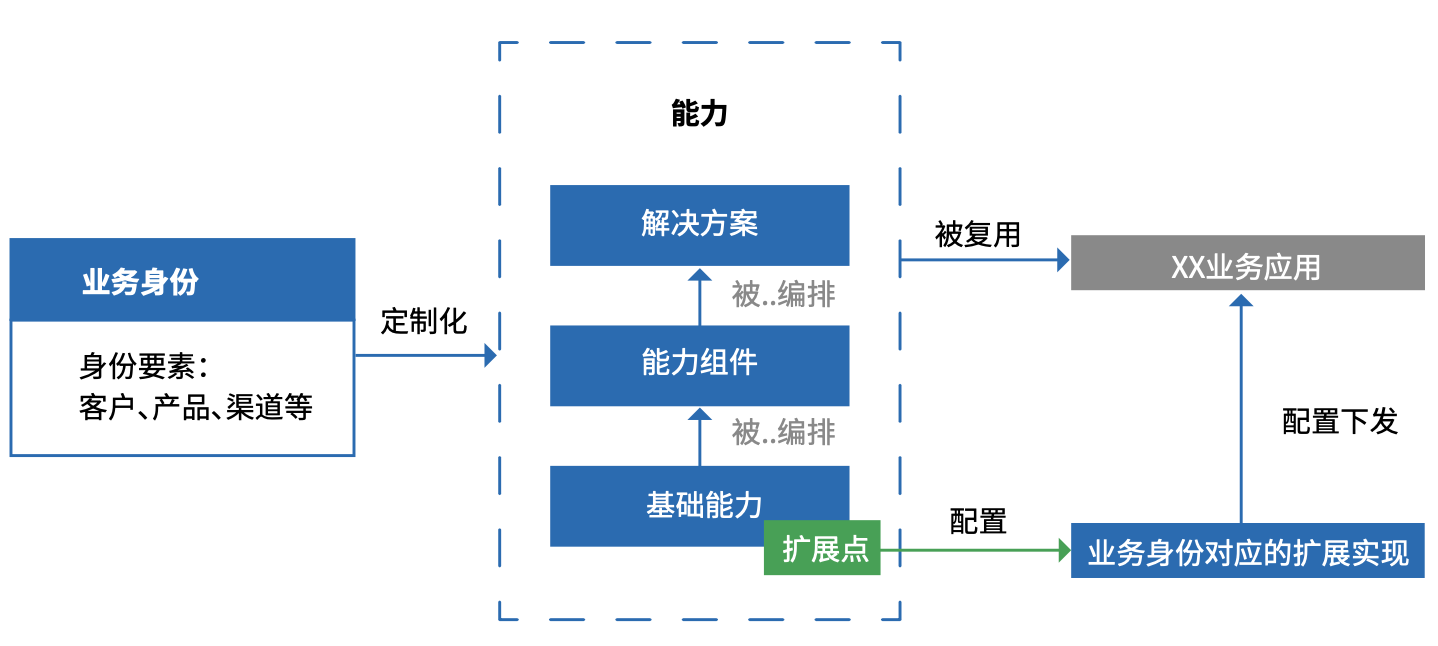 能力
解决方案
被..编排
能力组件
被..编排
基础能力
扩展点
业务身份
身份要素：
客户、产品、渠道等
定制化
被复用
XX业务应用
配置下发
配置
业务身份对应的扩展实现